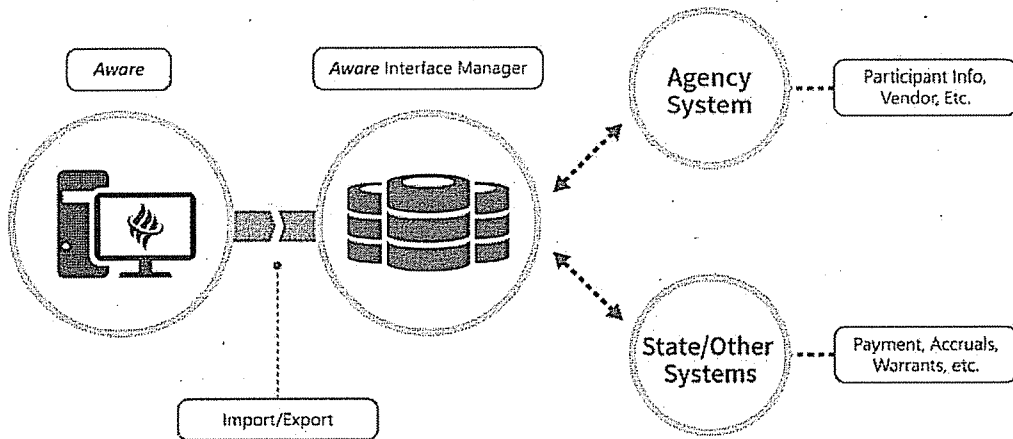 Aware
Aware Interface Manager
Agency
System
Participant Info,
Vendor, Etc.
State/Other
Systems
Payment, Accruals,
Warrants, etc.
Import/Export